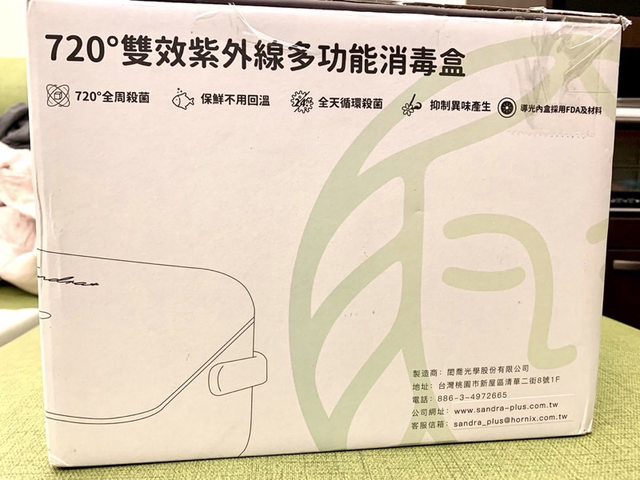 720°雙效紫外線多功能消毒盒
720°全周殺菌 保鮮不用回溫 24hr 全天循環殺菌 抑制異味產生 導光內盒採用FDA及材料
製造商：閎喬光學股份有限公司
地址：台灣桃園市新屋區清華二街8號1F
電話：886-3-4972665
公司網址：www.sandra-plus.com.tw
客服信箱：sandra_plus@hornix.com.tw